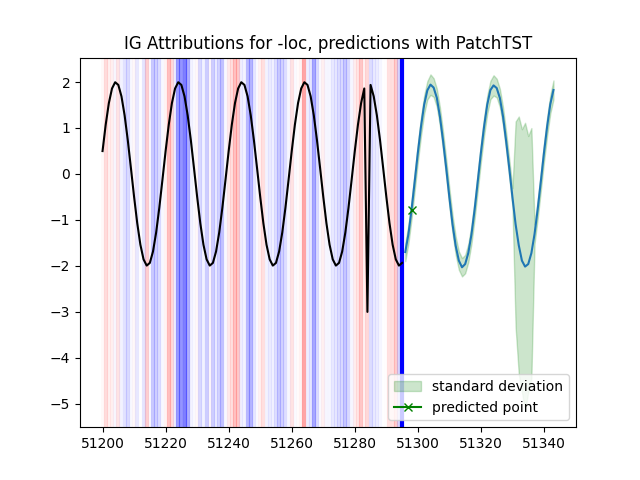 IG Attributions for -loc, predictions with PatchTST
2
1
0
−1
−2
−3
−4
−5
standard deviation
predicted point
51200 51220 51240 51260 51280 51300 51320 51340